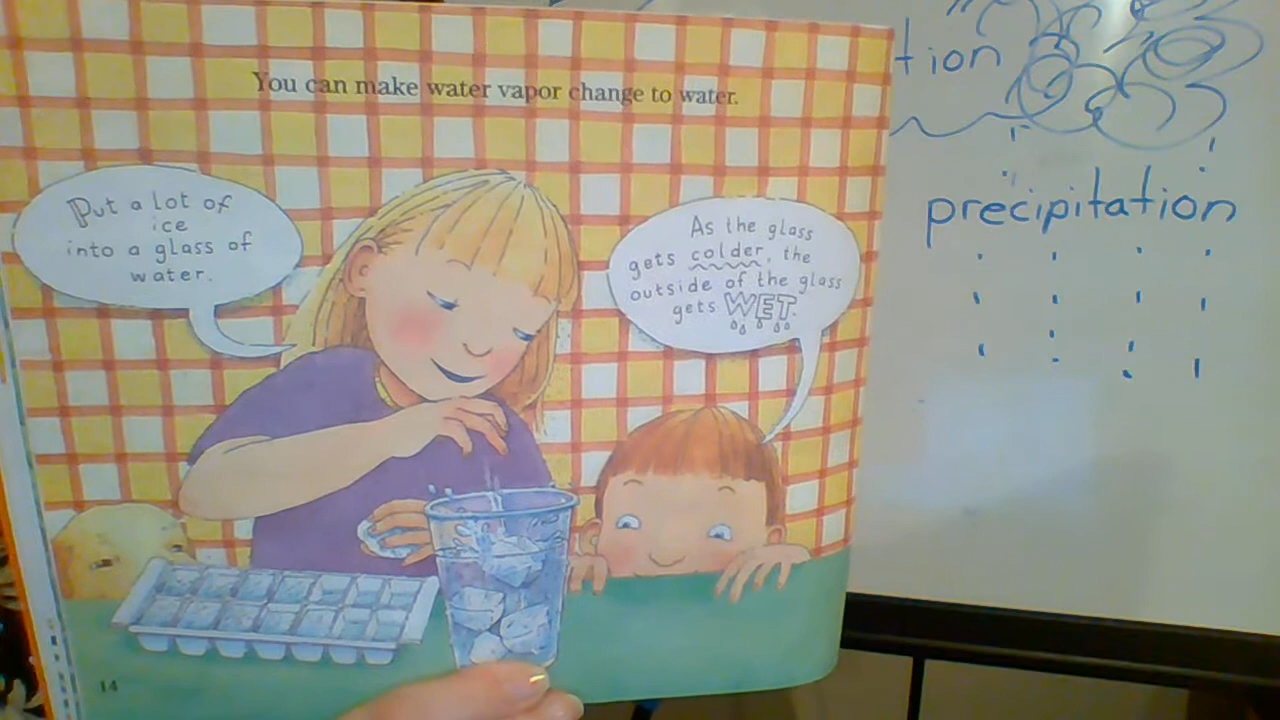 You can make water vapor change to water.
Put a lot of
ice
into a glass of
water.
As the glass
gets colder, the
outside of the glass
gets WET.
14
tion
precipitation